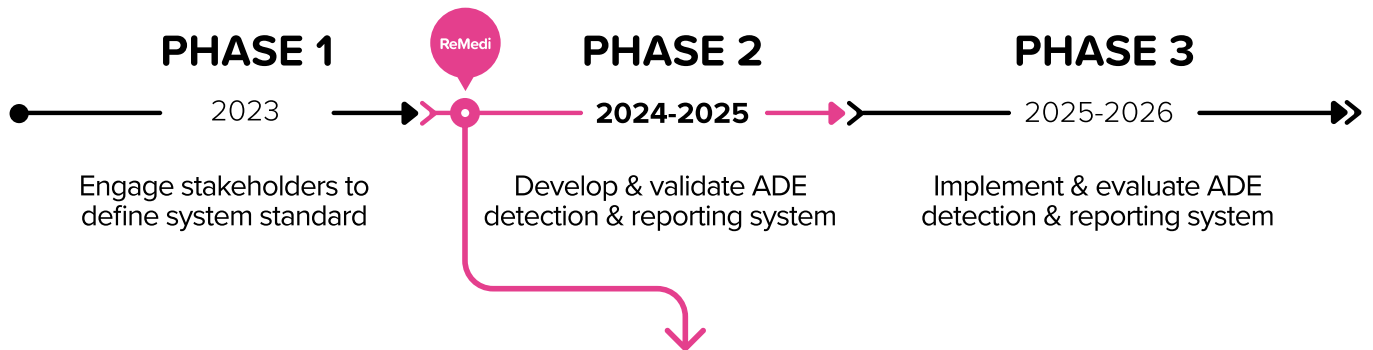 ReMedi
PHASE 1
2023
Engage stakeholders to
define system standard
PHASE 2
2024-2025
Develop & validate ADE
detection & reporting system
PHASE 3
2025-2026
Implement & evaluate ADE
detection & reporting system